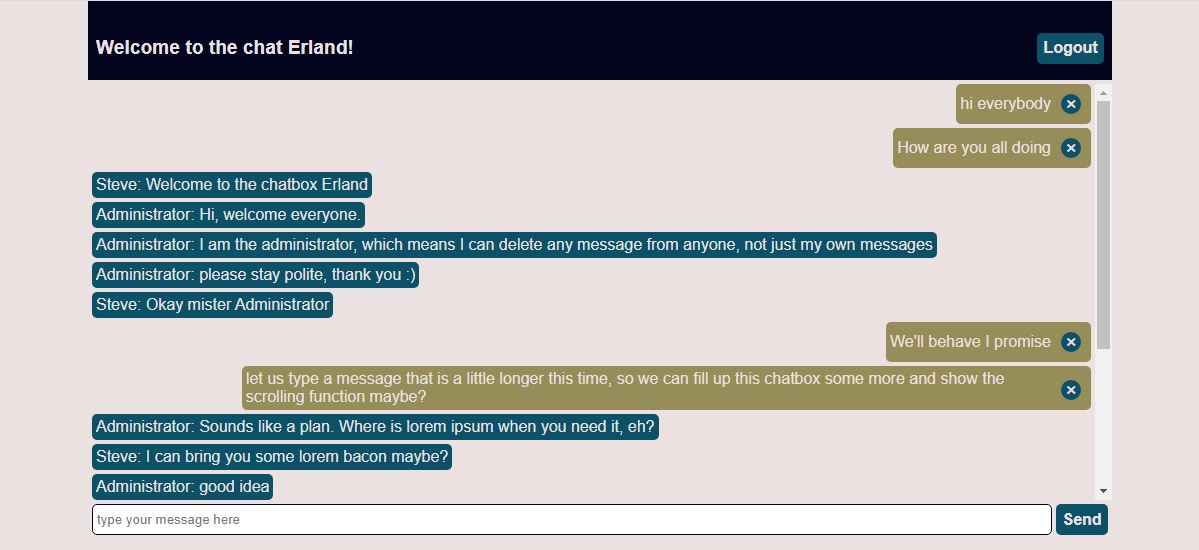 Welcome to the chat Erland!
Logout
hi everybody
How are you all doing
Steve: Welcome to the chatbox Erland
Administrator: Hi, welcome everyone.
Administrator: I am the administrator, which means I can delete any message from anyone, not just my own messages
Administrator: please stay polite, thank you :)
Steve: Okay mister Administrator
We'll behave I promise
let us type a message that is a little longer this time, so we can fill up this chatbox some more and show the
scrolling function maybe?
Administrator: Sounds like a plan. Where is lorem ipsum when you need it, eh?
Steve: I can bring you some lorem bacon maybe?
Administrator: good idea
type your message here
Send